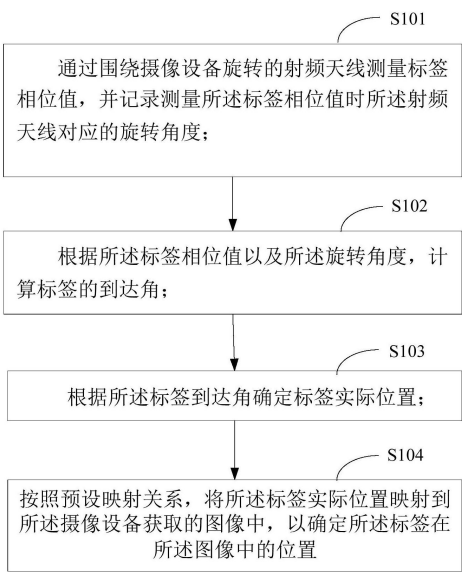 S101
通过围绕摄像设备旋转的射频天线测量标签
相位值，并记录测量所述标签相位值时所述射频
天线对应的旋转角度；
S102
根据所述标签相位值以及所述旋转角度，计
算标签的到达角；
S103
根据所述标签到达角确定标签实际位置；
S104
按照预设映射关系，将所述标签实际位置映射到
所述摄像设备获取的图像中，以确定所述标签在
所述图像中的位置